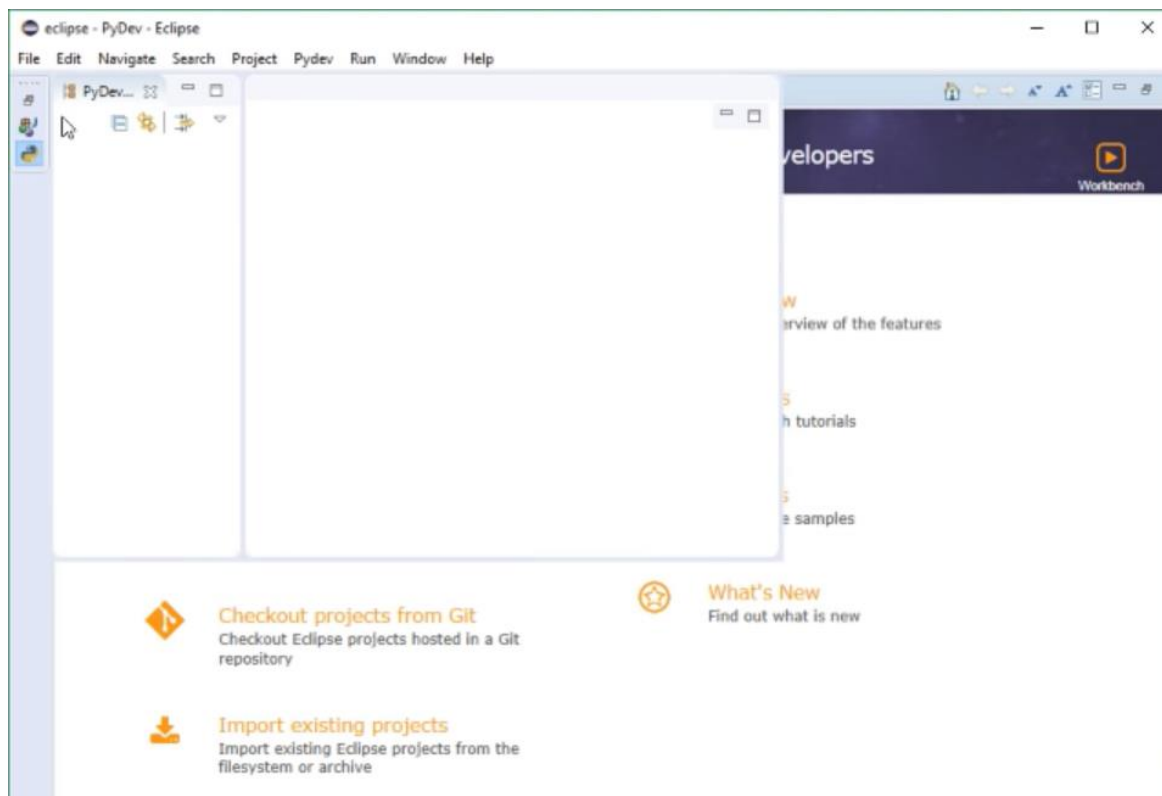 eclipse - PyDev - Eclipse
File Edit Navigate Search Project Pydev Run Window Help
PyDev...
velopers
Workbench
erview of the features
tutorials
samples
Checkout projects from Git
Checkout Eclipse projects hosted in a Git
repository
What's New
Find out what is new
Import existing projects
Import existing Eclipse projects from the
filesystem or archive